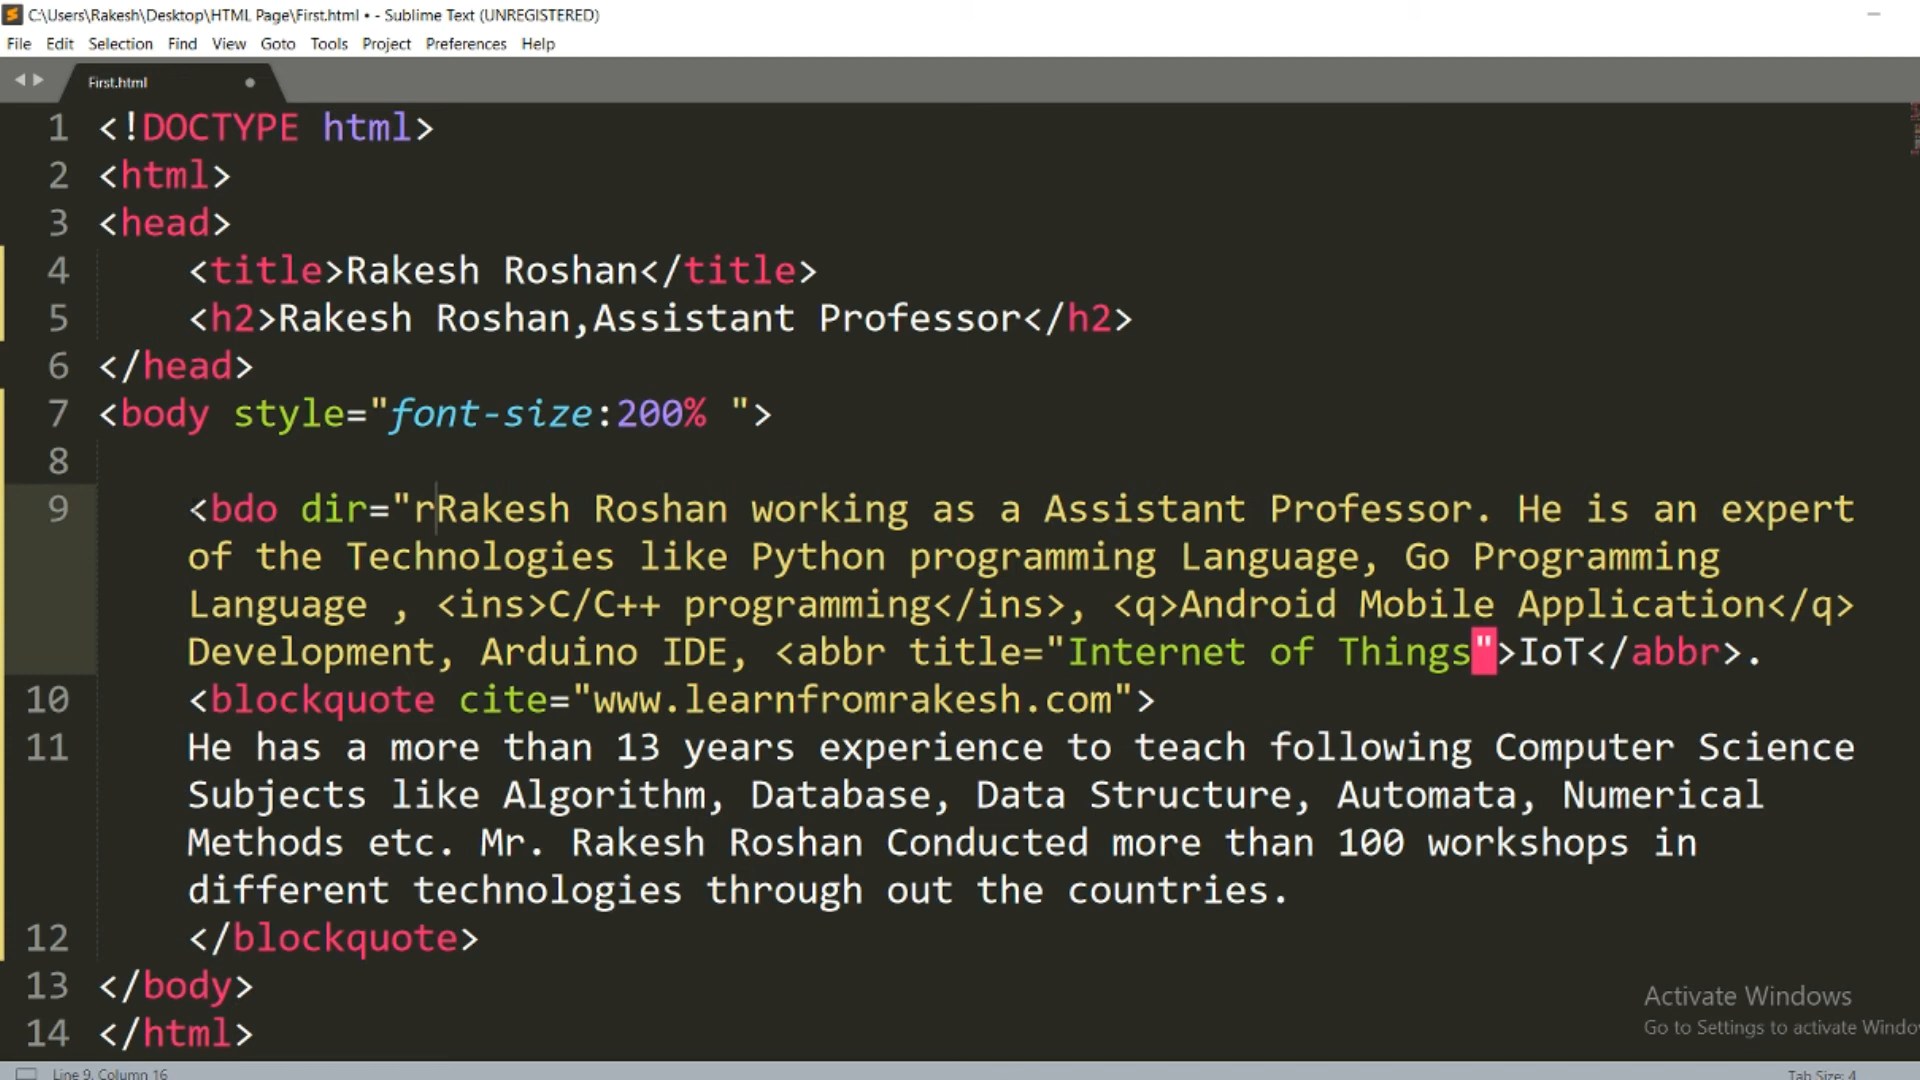 C:\Users\Rakesh\Desktop\HTML Page\First.html • - Sublime Text (UNREGISTERED)
File Edit Selection Find View Goto Tools Project Preferences Help
First.html
1 <!DOCTYPE html>
2 <html>
3 <head>
4 <title>Rakesh Roshan</title>
5 <h2>Rakesh Roshan,Assistant Professor</h2>
6 </head>
7 <body style="font-size:200% ">
8
9 <bdo dir="rRakesh Roshan working as a Assistant Professor. He is an expert
of the Technologies like Python programming Language, Go Programming
Language , <ins>C/C++ programming</ins>, <q>Android Mobile Application</q>
Development, Arduino IDE, <abbr title="Internet of Things">IoT</abbr>.
10 <blockquote cite="www.learnfromrakesh.com">
11 He has a more than 13 years experience to teach following Computer Science
Subjects like Algorithm, Database, Data Structure, Automata, Numerical
Methods etc. Mr. Rakesh Roshan Conducted more than 100 workshops in
different technologies through out the countries.
12 </blockquote>
13 </body>
14 </html>
Activate Windows
Go to Settings to activate Windo
Line 9, Column 16
Tab Size: 4